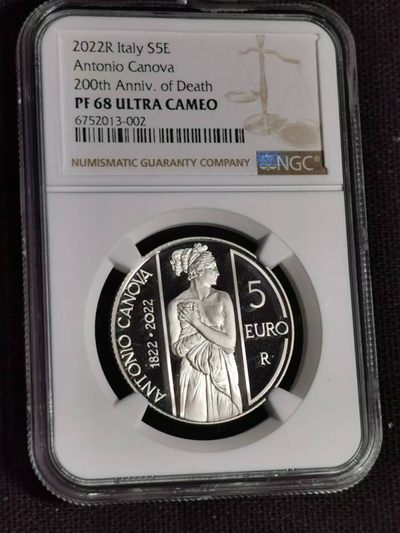 2022R Italy S5E
Antonio Canova
200th Anniv. of Death
PF 68 ULTRA CAMEO
6752013-002
NUMISMATIC GUARANTY COMPANY
NGC
ANTONIO CANOVA
1822 · 2022
5
EURO
R